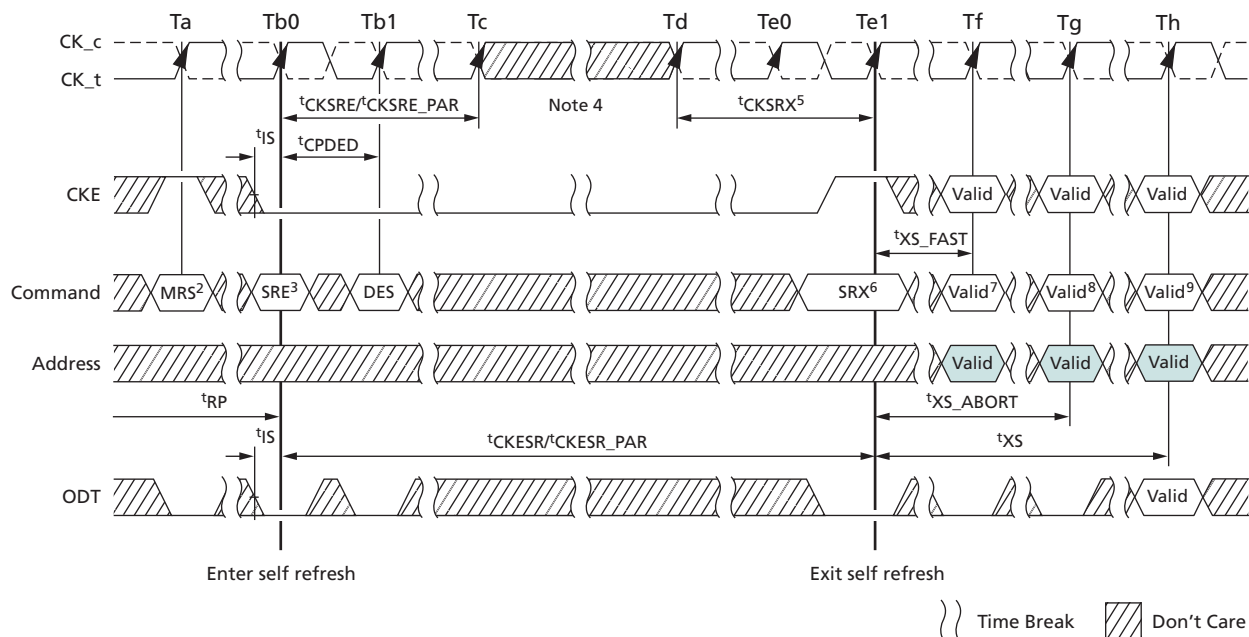 Ta Tb0 Tb1 Tc Td Te0 Te1 Tf Tg Th
CK_c
CK_t
tCKSRE/tCKSRE_PAR Note 4 tCKSRX5
tIS
tCPDED
CKE Valid Valid Valid
tXS_FAST
Command MRS2 SRE3 DES SRX6 Valid7 Valid8 Valid9
Address Valid Valid Valid
tRP tXS_ABORT
tIS tCKESR/tCKESR_PAR tXS
ODT Valid
Enter self refresh Exit self refresh
Time Break Don't Care